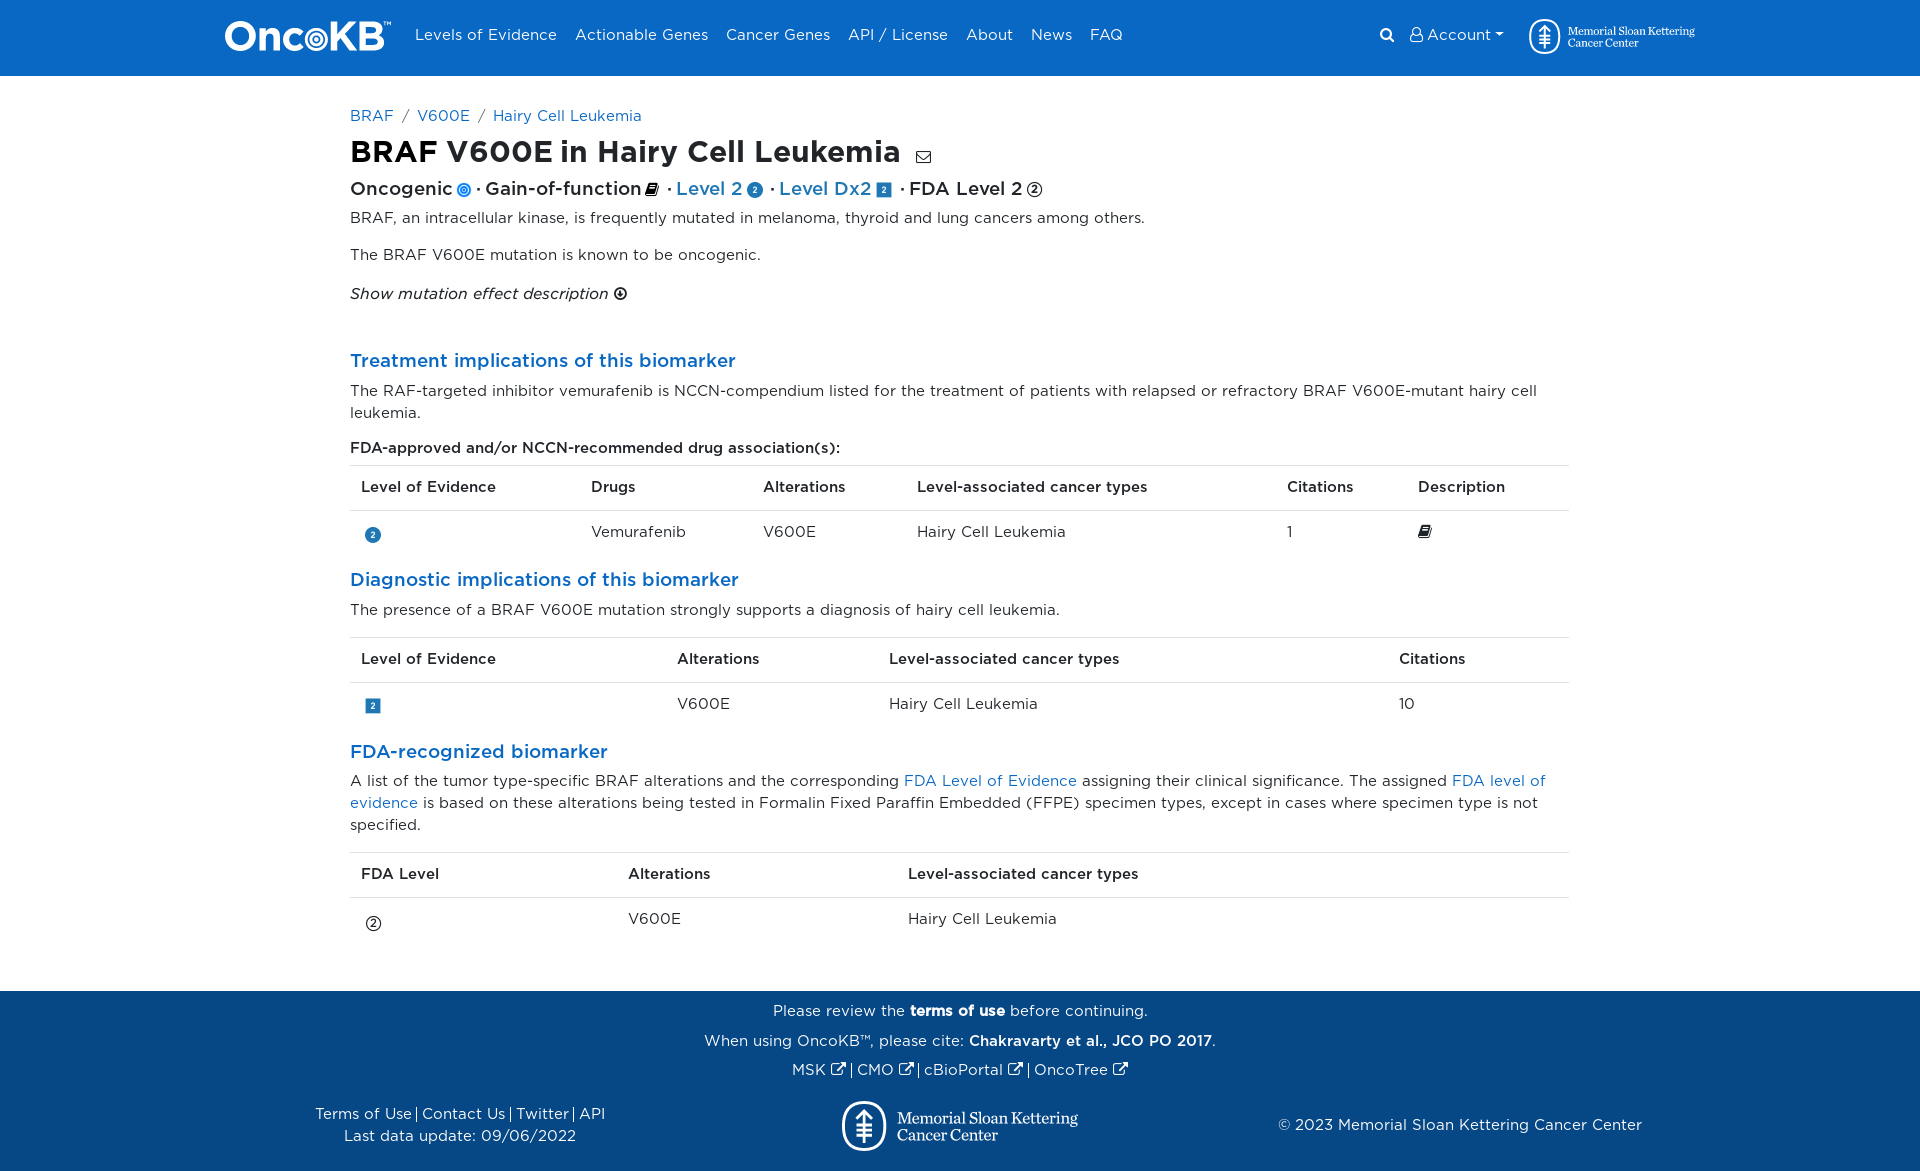 OncoKB™ Levels of Evidence Actionable Genes Cancer Genes API / License About News FAQ Account Memorial Sloan Kettering
Cancer Center
BRAF / V600E / Hairy Cell Leukemia
BRAF V600E in Hairy Cell Leukemia
Oncogenic · Gain-of-function · Level 2 2 · Level Dx2 2 · FDA Level 2 2
BRAF, an intracellular kinase, is frequently mutated in melanoma, thyroid and lung cancers among others.
The BRAF V600E mutation is known to be oncogenic.
Show mutation effect description
Treatment implications of this biomarker
The RAF-targeted inhibitor vemurafenib is NCCN-compendium listed for the treatment of patients with relapsed or refractory BRAF V600E-mutant hairy cell
leukemia.
FDA-approved and/or NCCN-recommended drug association(s):
Level of Evidence Drugs Alterations Level-associated cancer types Citations Description
2 Vemurafenib V600E Hairy Cell Leukemia 1
Diagnostic implications of this biomarker
The presence of a BRAF V600E mutation strongly supports a diagnosis of hairy cell leukemia.
Level of Evidence Alterations Level-associated cancer types Citations
2 V600E Hairy Cell Leukemia 10
FDA-recognized biomarker
A list of the tumor type-specific BRAF alterations and the corresponding FDA Level of Evidence assigning their clinical significance. The assigned FDA level of
evidence is based on these alterations being tested in Formalin Fixed Paraffin Embedded (FFPE) specimen types, except in cases where specimen type is not
specified.
FDA Level Alterations Level-associated cancer types
2 V600E Hairy Cell Leukemia
Please review the terms of use before continuing.
When using OncoKB™, please cite: Chakravarty et al., JCO PO 2017.
MSK | CMO | cBioPortal | OncoTree
Terms of Use | Contact Us | Twitter | API
Last data update: 09/06/2022
Memorial Sloan Kettering
Cancer Center
© 2023 Memorial Sloan Kettering Cancer Center